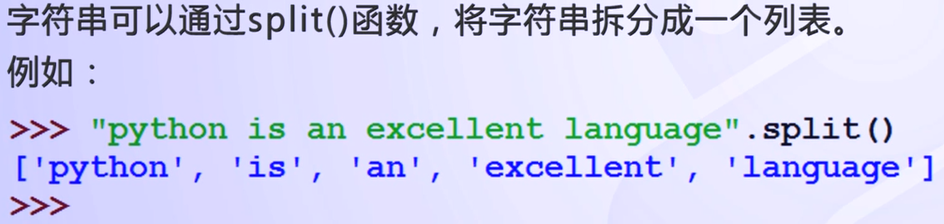 字符串可以通过split()函数，将字符串拆分成一个列表。
例如：
>>> "python is an excellent language".split()
['python', 'is', 'an', 'excellent', 'language']
>>>